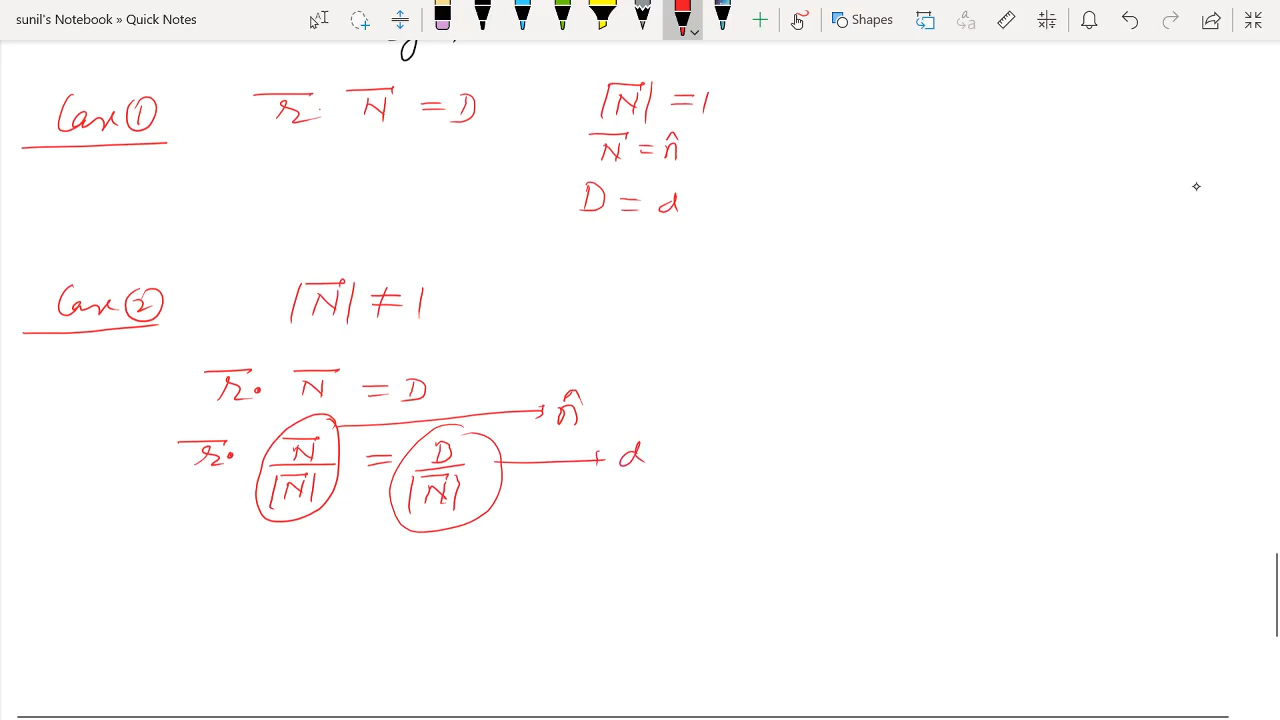 sunil's Notebook » Quick Notes
Shapes
Case ①
r̅ · N̅ = D
|N̅| = 1
N̅ = n̂
D = d
Case ②
|N̅| ≠ 1
r̅ · N̅ = D
n̂
r̅ · N̅/|N̅| = D/|N̅|
d